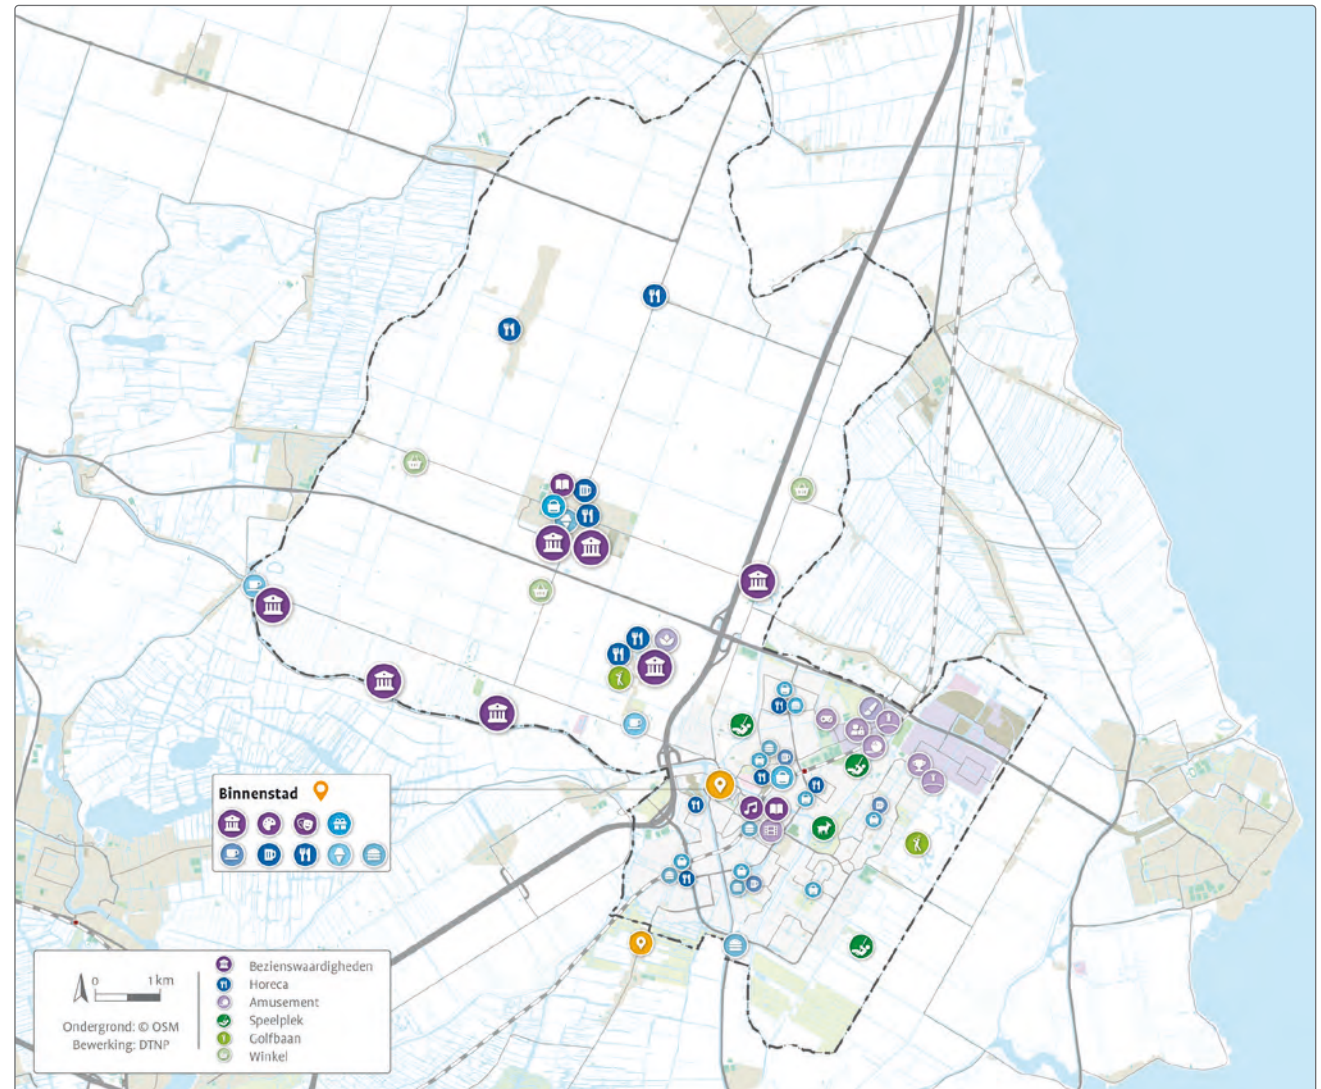 Binnenstad
0 1 km
Ondergrond: © OSM
Bewerking: DTNP
Bezienswaardigheden
Horeca
Amusement
Speelplek
Golfbaan
Winkel